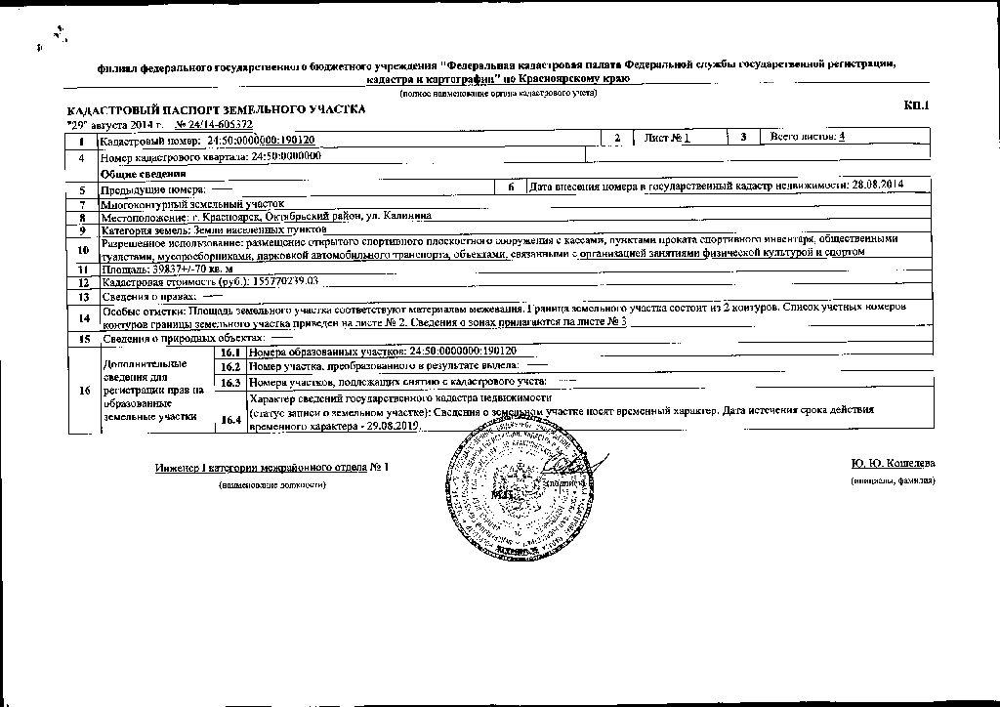 филиал федерального государственного бюджетного учреждения "Федеральная кадастровая палата Федеральной службы государственной регистрации,
кадастра и картографии" по Красноярскому краю
(полное наименование органа кадастрового учета)
КАДАСТРОВЫЙ ПАСПОРТ ЗЕМЕЛЬНОГО УЧАСТКА КП.1
"29" августа 2014 г. № 24/14-605372
1 Кадастровый номер: 24:50:0000000:190120 2 Лист № 1 3 Всего листов: 4
4 Номер кадастрового квартала: 24:50:0000000
Общие сведения
5 Предыдущие номера: — 6 Дата внесения номера в государственный кадастр недвижимости: 28.08.2014
7 Многоконтурный земельный участок
8 Местоположение: г. Красноярск, Октябрьский район, ул. Калинина
9 Категория земель: Земли населенных пунктов
10 Разрешенное использование: размещение открытого спортивного плоскостного сооружения с кассами, пунктами проката спортивного инвентаря, общественными
туалетами, мусоросборниками, парковкой автомобильного транспорта, объектами, связанными с организацией занятиями физической культурой и спортом
11 Площадь: 39837+/-70 кв. м
12 Кадастровая стоимость (руб.): 155770239.03
13 Сведения о правах: —
14 Особые отметки: Площадь земельного участка соответствуют материалам межевания. Граница земельного участка состоит из 2 контуров. Список учетных номеров
контуров границы земельного участка приведен на листе № 2. Сведения о зонах прилагаются на листе № 3
15 Сведения о природных объектах: —
16 Дополнительные сведения для регистрации прав на образованные земельные участки
16.1 Номера образованных участков: 24:50:0000000:190120
16.2 Номер участка, преобразованного в результате выдела: —
16.3 Номера участков, подлежащих снятию с кадастрового учета: —
16.4 Характер сведений государственного кадастра недвижимости
(статус записи о земельном участке): Сведения о земельном участке носят временный характер. Дата истечения срока действия
временного характера - 29.08.2019.
Инженер I категории межрайонного отдела № 1 Ю. Ю. Кошелева
(наименование должности) (подпись) (инициалы, фамилия)
М.П.